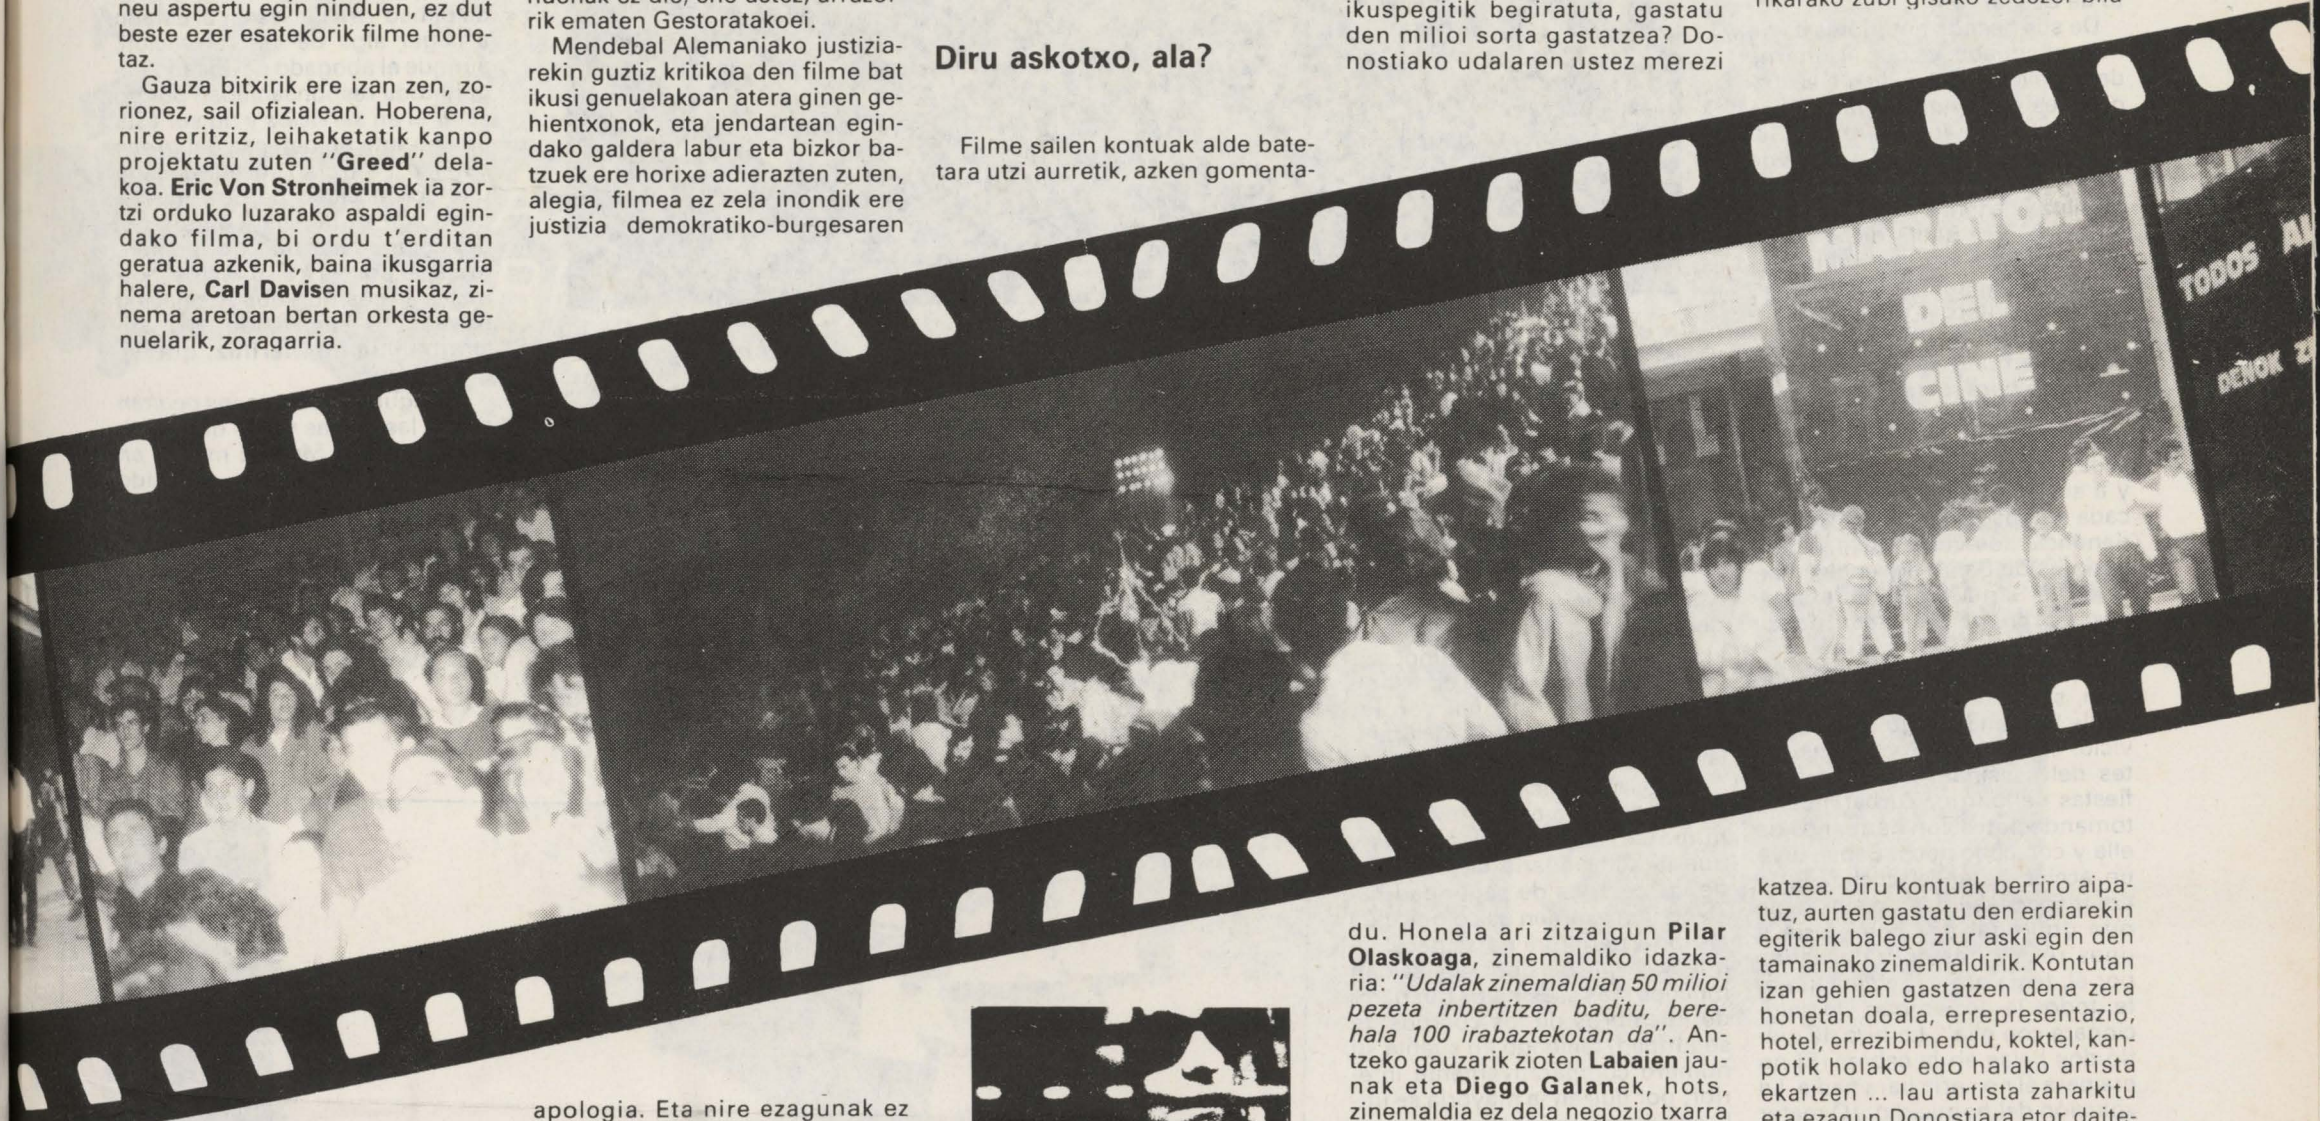 neu aspertu egin ninduen, ez dut
beste ezer esatekorik filme hone-
taz.
Gauza bitxirik ere izan zen, zo-
rionez, sail ofizialean. Hoberena,
nire eritziz, leihaketatik kanpo
projektatu zuten "Greed" dela-
koa. Eric Von Stronheimek ia zor-
tzi orduko luzarako aspaldi egin-
dako filma, bi ordu t'erditan
geratua azkenik, baina ikusgarria
halere, Carl Davisen musikaz, zi-
nema aretoan bertan orkesta ge-
nuelarik, zoragarria.
rik ematen Gestoratakoei.
Mendebal Alemaniako justizia-
rekin guztiz kritikoa den filme bat
ikusi genuelakoan atera ginen ge-
hientxonok, eta jendartean egin-
dako galdera labur eta bizkor ba-
tzuek ere horixe adierazten zuten,
alegia, filmea ez zela inondik ere
justizia demokratiko-burgesaren
apologia. Eta nire ezagunak ez
Diru askotxo, ala?
Filme sailen kontuak alde bate-
tara utzi aurretik, azken gomenta-
ikuspegitik begiratuta, gastatu
den milioi sorta gastatzea? Do-
nostiako udalaren ustez merezi
du. Honela ari zitzaigun Pilar
Olaskoaga, zinemaldiko idazka-
ria: "Udalak zinemaldian 50 milioi
pezeta inbertitzen baditu, bere-
hala 100 irabaztekotan da". An-
tzeko gauzarik zioten Labaien jau-
nak eta Diego Galanek, hots,
zinemaldia ez dela negozio txarra
katzea. Diru kontuak berriro aipa-
tuz, aurten gastatu den erdiarekin
egiterik balego ziur aski egin den
tamainako zinemaldirik. Kontutan
izan gehien gastatzen dena zera
honetan doala, errepresentazio,
hotel, errezibimendu, koktel, kan-
potik holako edo halako artista
ekartzen ... lau artista zaharkitu
eta ezagun Donostiara etor daite-
MARATON
DEL
CINE
TODOS
DENOK